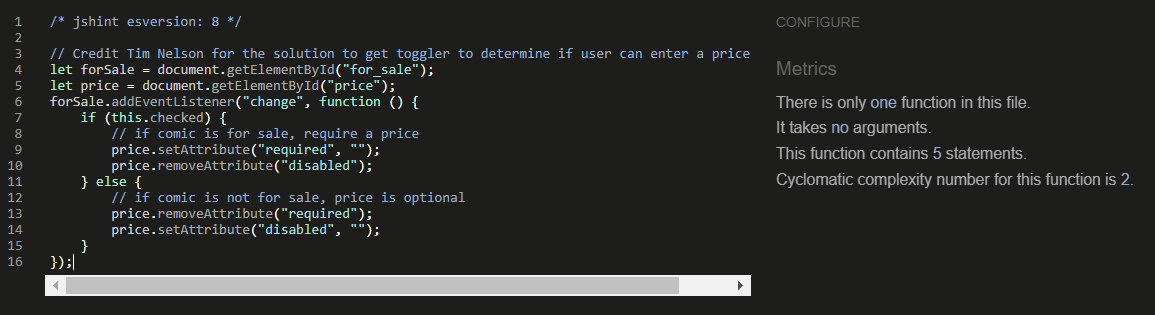 1 /* jshint esversion: 8 */
2
3 // Credit Tim Nelson for the solution to get toggler to determine if user can enter a price
4 let forSale = document.getElementById("for_sale");
5 let price = document.getElementById("price");
6 forSale.addEventListener("change", function () {
7     if (this.checked) {
8         // if comic is for sale, require a price
9         price.setAttribute("required", "");
10         price.removeAttribute("disabled");
11     } else {
12         // if comic is not for sale, price is optional
13         price.removeAttribute("required");
14         price.setAttribute("disabled", "");
15     }
16 });
CONFIGURE
Metrics
There is only one function in this file.
It takes no arguments.
This function contains 5 statements.
Cyclomatic complexity number for this function is 2.